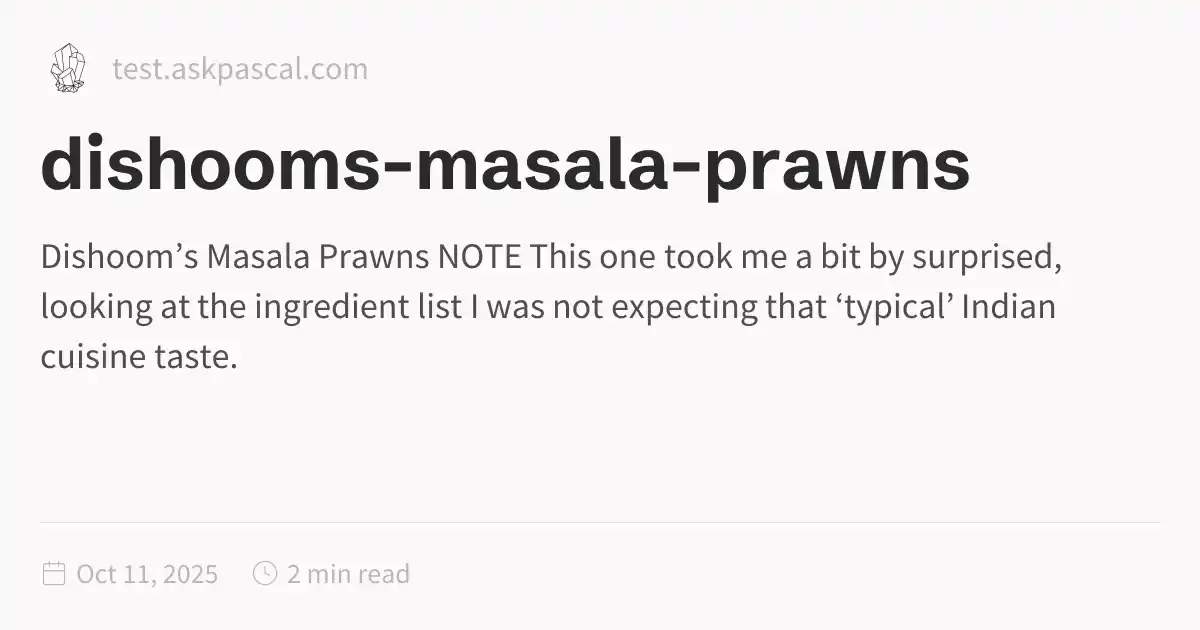 test.askpascal.com
dishooms-masala-prawns
Dishoom’s Masala Prawns NOTE This one took me a bit by surprised,
looking at the ingredient list I was not expecting that ‘typical’ Indian
cuisine taste.
Oct 11, 2025 2 min read